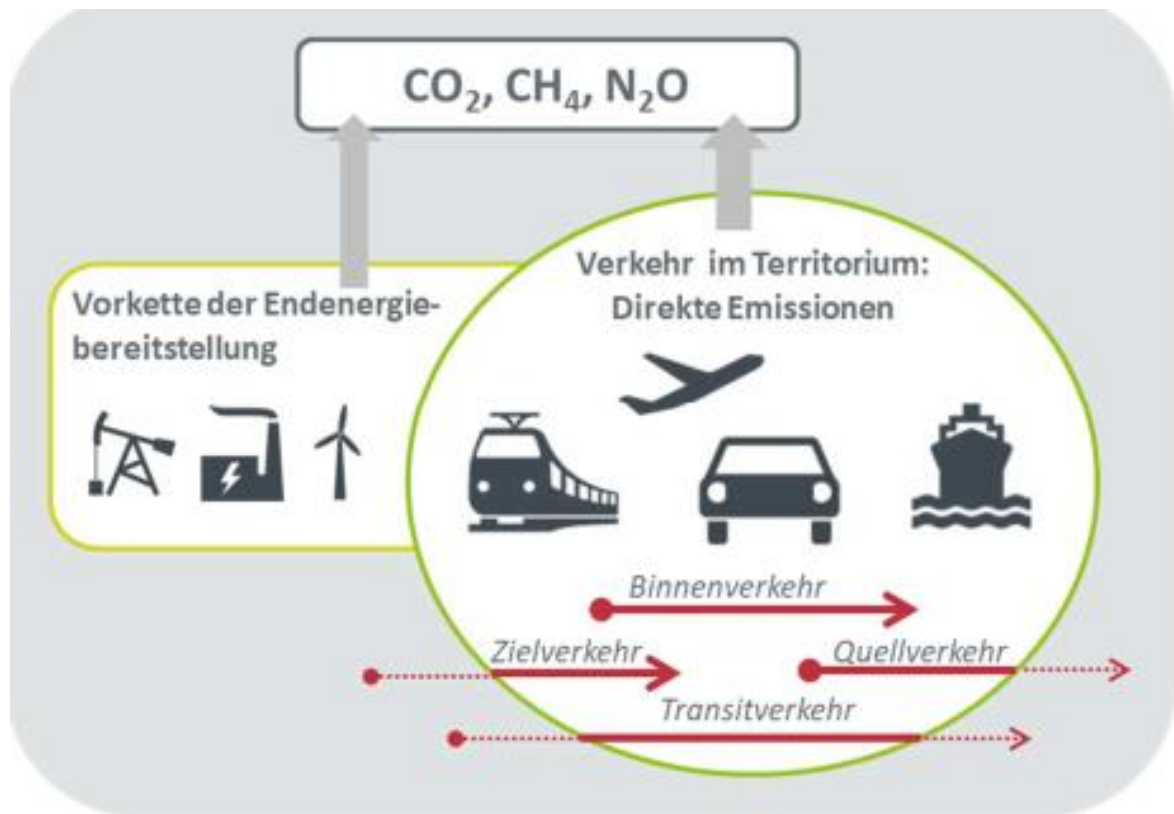 CO₂, CH₄, N₂O
Verkehr im Territorium:
Direkte Emissionen
Vorkette der Endenergie-
bereitstellung
Binnenverkehr
Zielverkehr
Quellverkehr
Transitverkehr